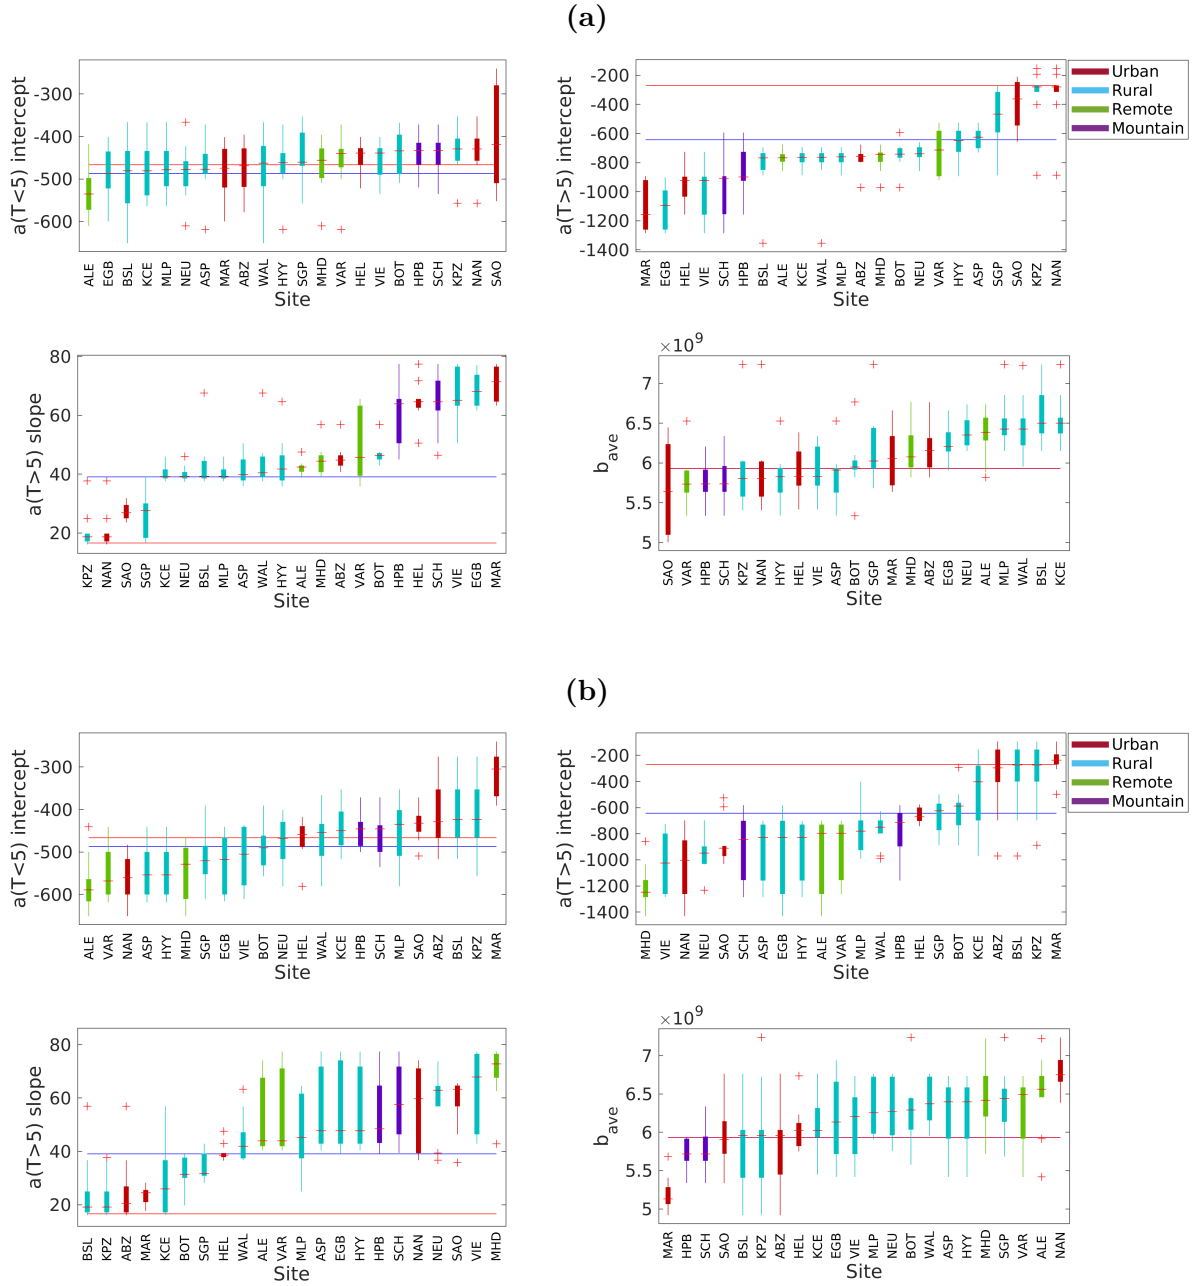 (a)
a(T<5) intercept
-300
-400
-500
-600
ALE EGB BSL KCE MLP NEU ASP MAR ABZ WAL HYY SGP MHD VAR HEL VIE BOT HPB SCH KPZ NAN SAO
Site
a(T>5) intercept
-200
-400
-600
-800
-1000
-1200
-1400
MAR EGB HEL VIE SCH HPB BSL ALE KCE WAL MLP ABZ MHD BOT NEU VAR HYY ASP SGP SAO KPZ NAN
Site
Urban
Rural
Remote
Mountain
a(T>5) slope
80
60
40
20
KPZ NAN SAO SGP KCE NEU BSL MLP ASP WAL HYY ALE MHD ABZ VAR BOT HPB HEL SCH VIE EGB MAR
Site
×10^9
b_ave
7
6.5
6
5.5
5
SAO VAR HPB SCH KPZ NAN HYY HEL VIE ASP BOT SGP MAR MHD ABZ EGB NEU ALE MLP WAL BSL KCE
Site
(b)
a(T<5) intercept
-300
-400
-500
-600
ALE VAR NAN ASP HYY MHD SGP EGB VIE BOT NEU HEL WAL KCE HPB SCH MLP SAO ABZ BSL KPZ MAR
Site
a(T>5) intercept
-200
-400
-600
-800
-1000
-1200
-1400
MHD VIE NAN NEU SAO SCH ASP EGB HYY ALE VAR MLP WAL HPB HEL SGP BOT KCE ABZ BSL KPZ MAR
Site
Urban
Rural
Remote
Mountain
a(T>5) slope
80
60
40
20
BSL KPZ ABZ MAR KCE BOT SGP HEL WAL ALE VAR MLP ASP EGB HYY HPB SCH NAN NEU SAO VIE MHD
Site
×10^9
b_ave
7
6.5
6
5.5
5
MAR HPB SCH SAO BSL KPZ ABZ HEL KCE EGB VIE MLP NEU BOT WAL ASP HYY MHD SGP VAR ALE NAN
Site